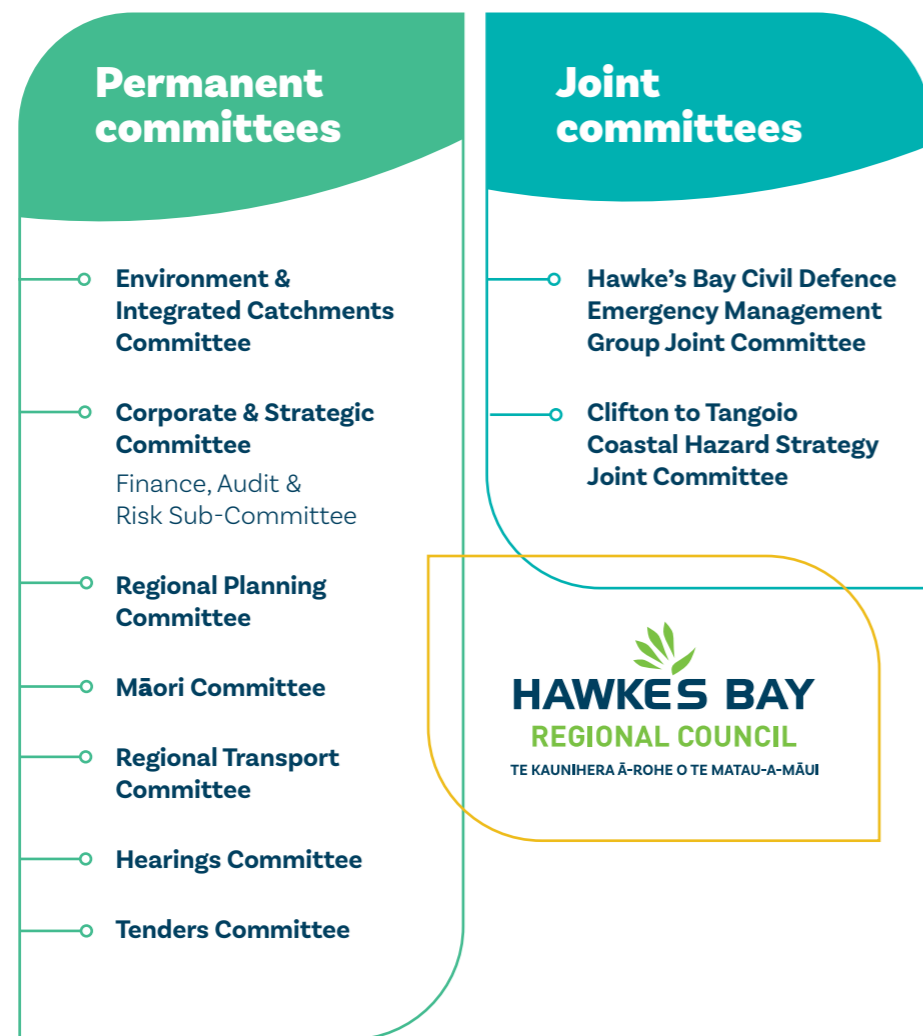 Permanent
committees
Environment &
Integrated Catchments
Committee
Corporate & Strategic
Committee
Finance, Audit &
Risk Sub-Committee
Regional Planning
Committee
Māori Committee
Regional Transport
Committee
Hearings Committee
Tenders Committee
Joint
committees
Hawke’s Bay Civil Defence
Emergency Management
Group Joint Committee
Clifton to Tangoio
Coastal Hazard Strategy
Joint Committee
HAWKES BAY
REGIONAL COUNCIL
TE KAUNIHERA Ā-ROHE O TE MATAU-A-MĀUI